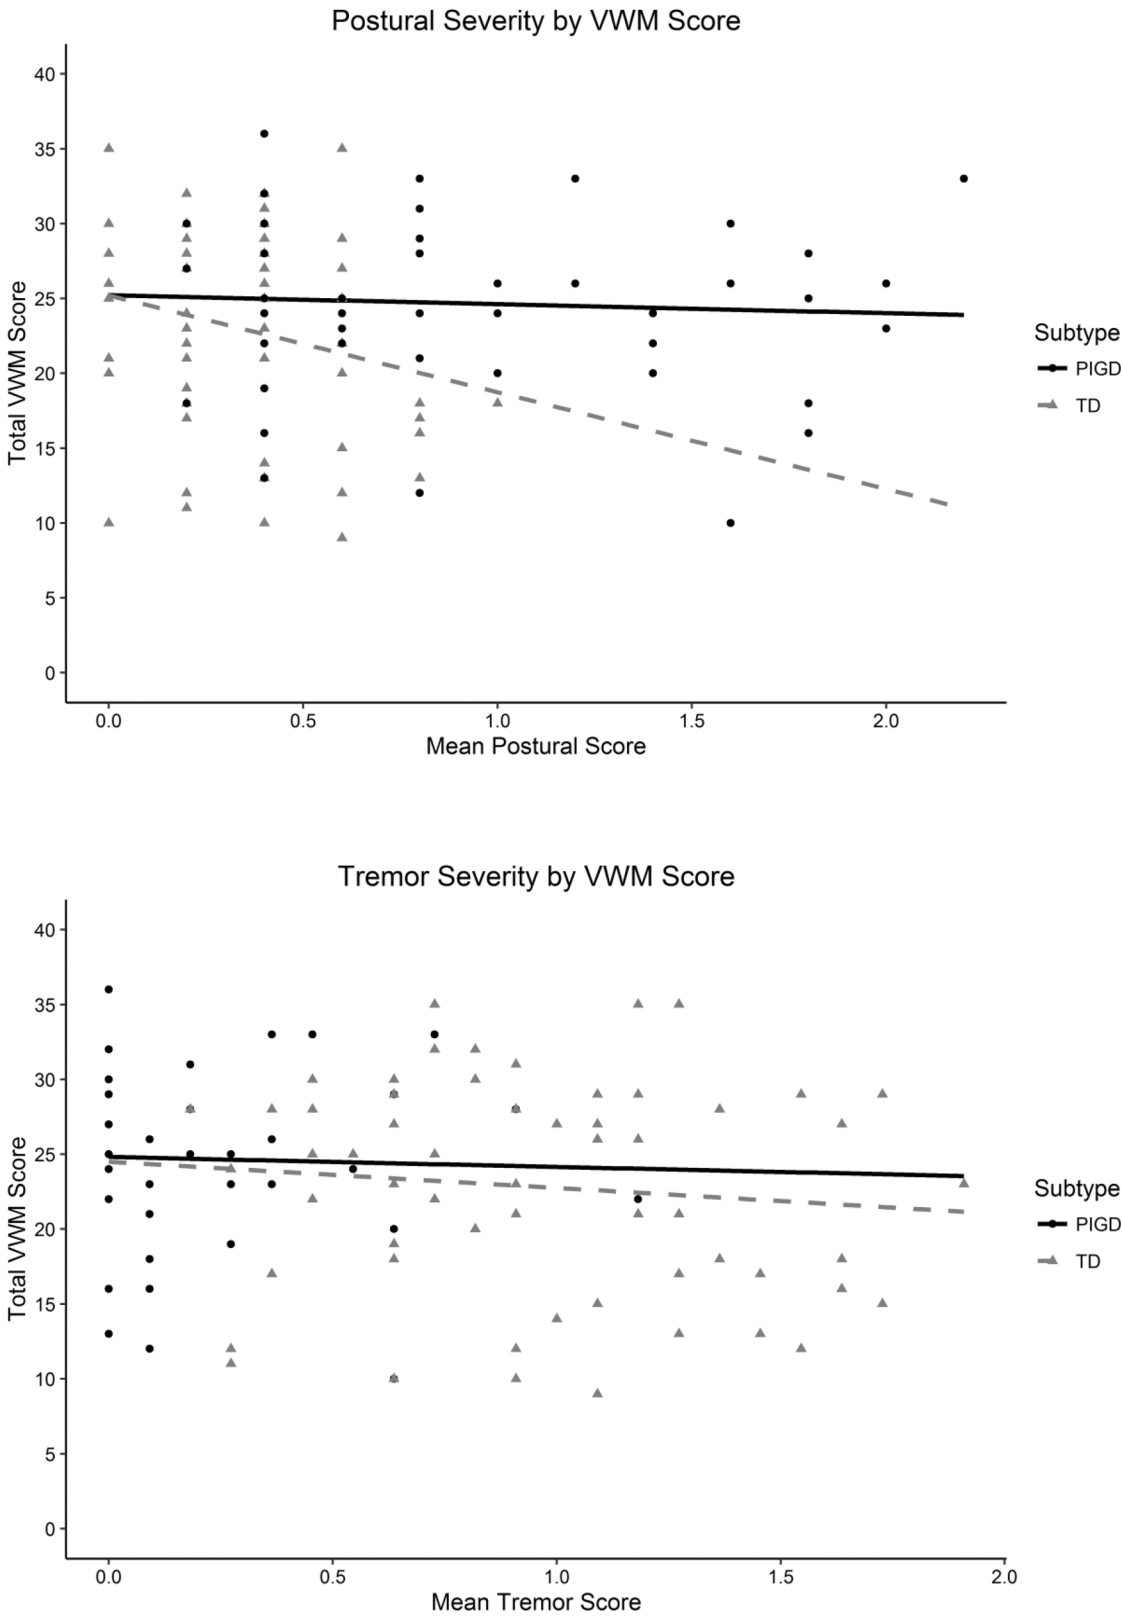 Postural Severity by VWM Score
40
35
30
25
20
15
10
5
0
Total VWM Score
0.0 0.5 1.0 1.5 2.0
Mean Postural Score
Subtype
PIGD
TD
Tremor Severity by VWM Score
40
35
30
25
20
15
10
5
0
Total VWM Score
0.0 0.5 1.0 1.5 2.0
Mean Tremor Score
Subtype
PIGD
TD